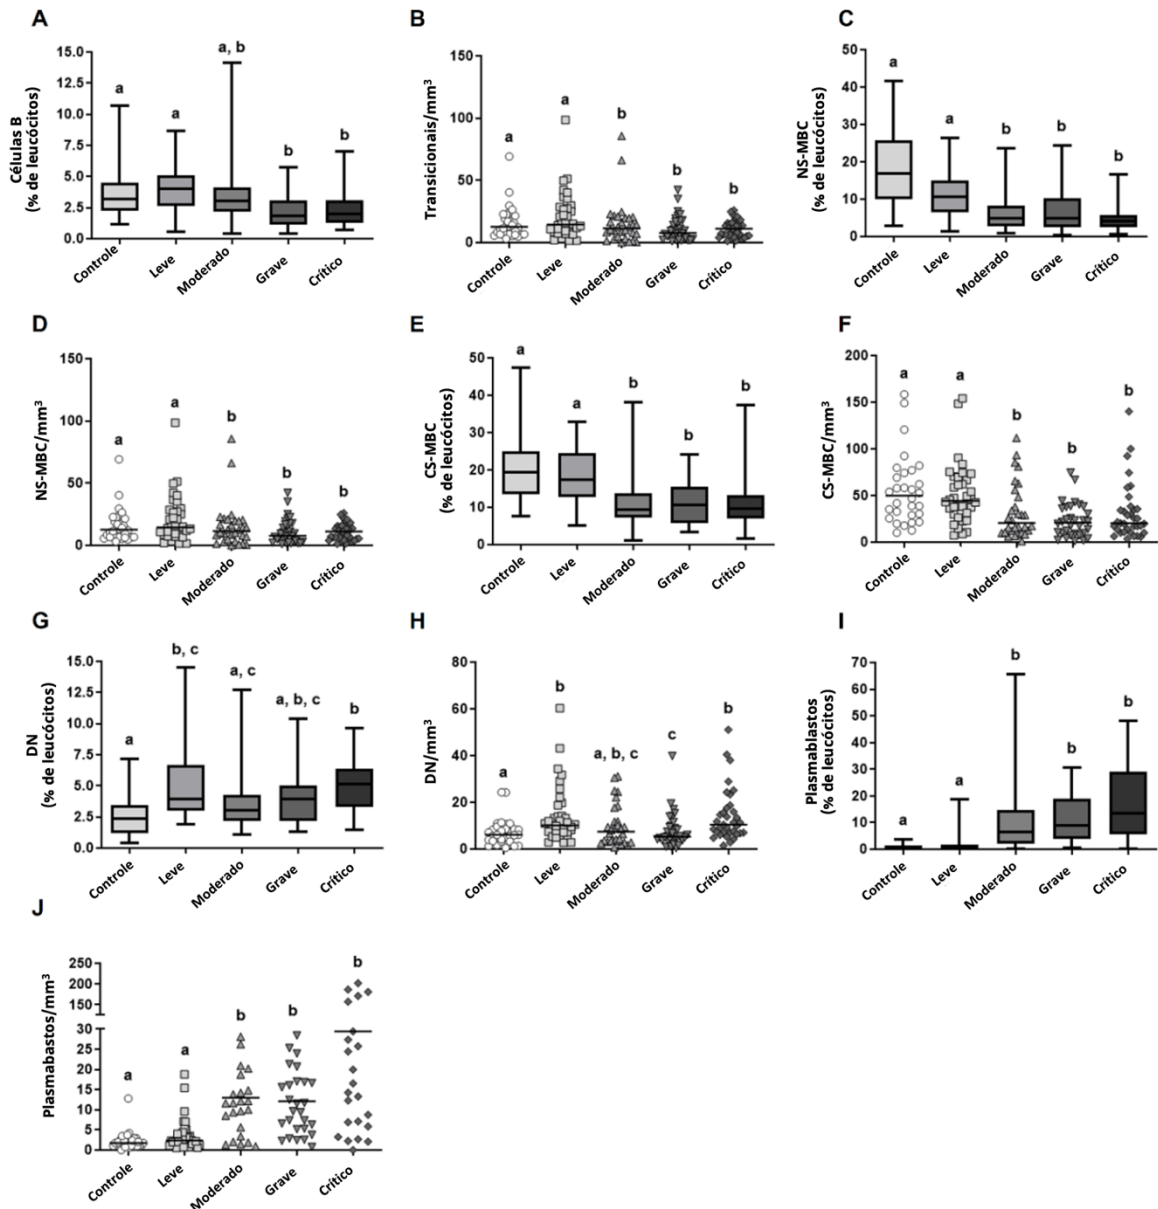 A
Células B
(% de leucócitos)
15.0
12.5
10.0
7.5
5.0
2.5
0.0
a
a
a, b
b
b
Controle
Leve
Moderado
Grave
Crítico
B
Transicionais/mm³
150
100
50
0
a
a
b
b
b
Controle
Leve
Moderado
Grave
Crítico
C
NS-MBC
(% de leucócitos)
50
40
30
20
10
0
a
a
b
b
b
Controle
Leve
Moderado
Grave
Crítico
D
NS-MBC/mm³
150
100
50
0
a
a
b
b
b
Controle
Leve
Moderado
Grave
Crítico
E
CS-MBC
(% de leucócitos)
50
40
30
20
10
0
a
a
b
b
b
Controle
Leve
Moderado
Grave
Crítico
F
CS-MBC/mm³
200
150
100
50
0
a
a
b
b
b
Controle
Leve
Moderado
Grave
Crítico
G
DN
(% de leucócitos)
15.0
12.5
10.0
7.5
5.0
2.5
0.0
a
b, c
a, c
a, b, c
b
Controle
Leve
Moderado
Grave
Crítico
H
DN/mm³
80
60
40
20
0
a
b
a, b, c
c
b
Controle
Leve
Moderado
Grave
Crítico
I
Plasmablastos
(% de leucócitos)
70
60
50
40
30
20
10
0
a
a
b
b
b
Controle
Leve
Moderado
Grave
Crítico
J
Plasmabastos/mm³
250
200
150
30
25
20
15
10
5
0
a
a
b
b
b
Controle
Leve
Moderado
Grave
Crítico